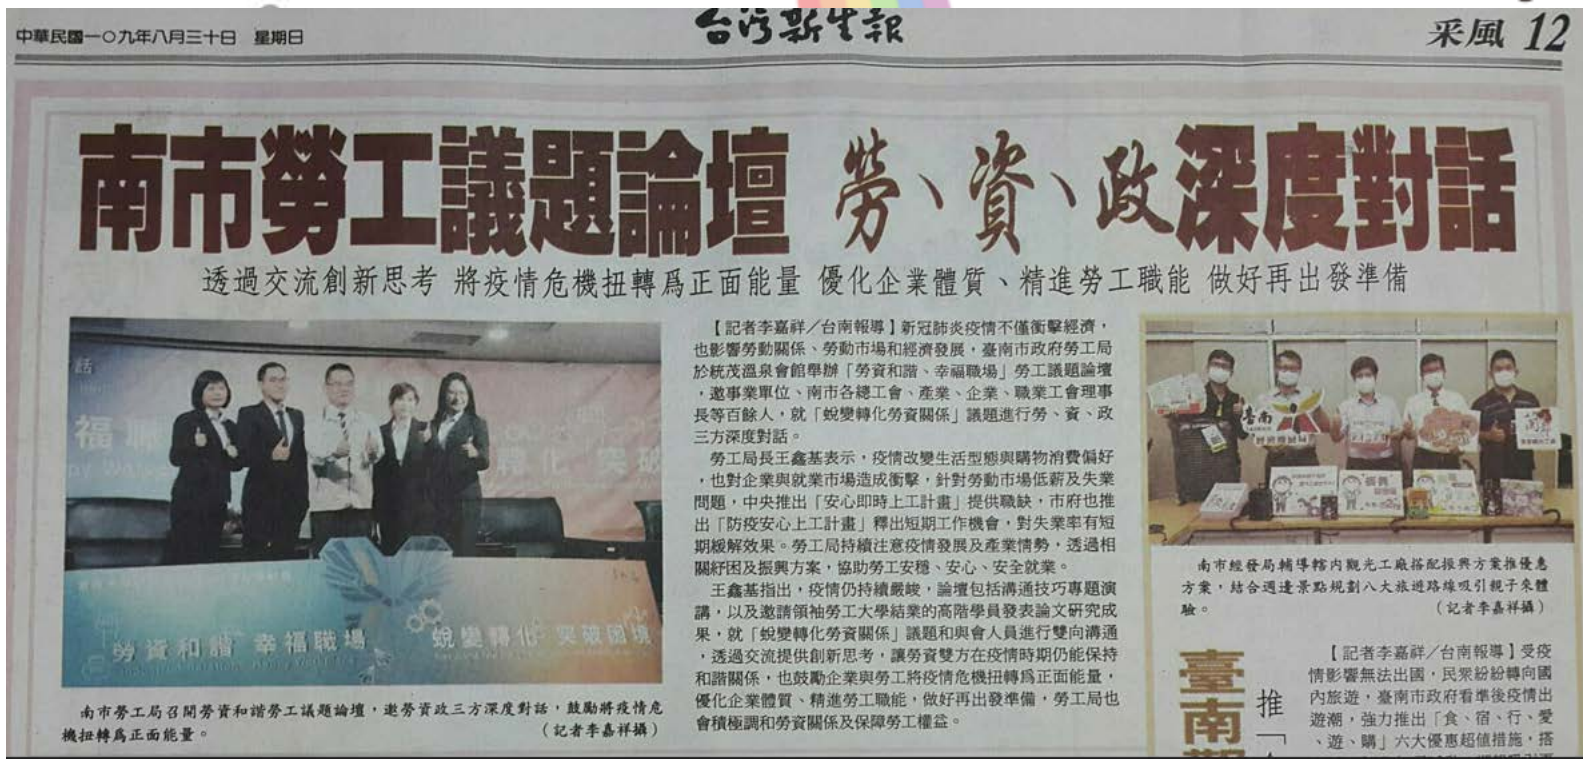 中華民國一〇九年八月三十日 星期日
台灣新生報
采風 12
南市勞工議題論壇 勞、資、政深度對話
透過交流創新思考 將疫情危機扭轉爲正面能量 優化企業體質、精進勞工職能 做好再出發準備
話
福
轉化 突破
勞資和諧 幸福職場
蛻變轉化 突破困境
南市勞工局召開勞資和諧勞工議題論壇，邀勞資政三方深度對話，鼓勵將疫情危
機扭轉爲正面能量。（記者李嘉祥攝）
【記者李嘉祥／台南報導】新冠肺炎疫情不僅衝擊經濟，
也影響勞動關係、勞動市場和經濟發展，臺南市政府勞工局
於統茂溫泉會館舉辦「勞資和諧、幸福職場」勞工議題論壇
，邀事業單位、南市各總工會、產業、企業、職業工會理事
長等百餘人，就「蛻變轉化勞資關係」議題進行勞、資、政
三方深度對話。
勞工局長王鑫基表示，疫情改變生活型態與購物消費偏好
，也對企業與就業市場造成衝擊，針對勞動市場低薪及失業
問題，中央推出「安心即時上工計畫」提供職缺，市府也推
出「防疫安心上工計畫」釋出短期工作機會，對失業率有短
期緩解效果。勞工局持續注意疫情發展及產業情勢，透過相
關紓困及振興方案，協助勞工安穩、安心、安全就業。
王鑫基指出，疫情仍持續嚴峻，論壇包括溝通技巧專題演
講，以及邀請領袖勞工大學結業的高階學員發表論文研究成
果，就「蛻變轉化勞資關係」議題和與會人員進行雙向溝通
，透過交流提供創新思考，讓勞資雙方在疫情時期仍能保持
和諧關係，也鼓勵企業與勞工將疫情危機扭轉爲正面能量，
優化企業體質、精進勞工職能，做好再出發準備，勞工局也
會積極調和勞資關係及保障勞工權益。
臺南
南市經發局輔導轄內觀光工廠搭配振興方案推優惠
方案，結合週邊景點規劃八大旅遊路線吸引親子來體
驗。（記者李嘉祥攝）
臺南觀
推「
【記者李嘉祥／台南報導】受疫
情影響無法出國，民眾紛紛轉向國
內旅遊，臺南市政府看準後疫情出
遊潮，強力推出「食、宿、行、愛
、遊、購」六大優惠超值措施，搭